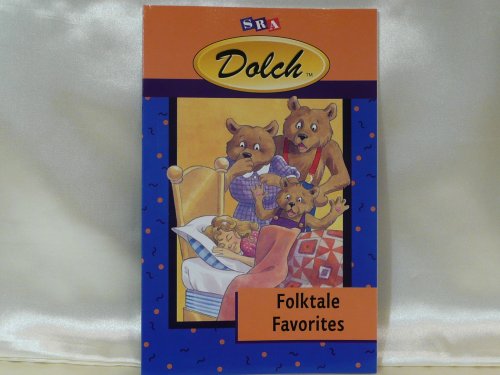 SRA
Dolch™
Folktale
Favorites